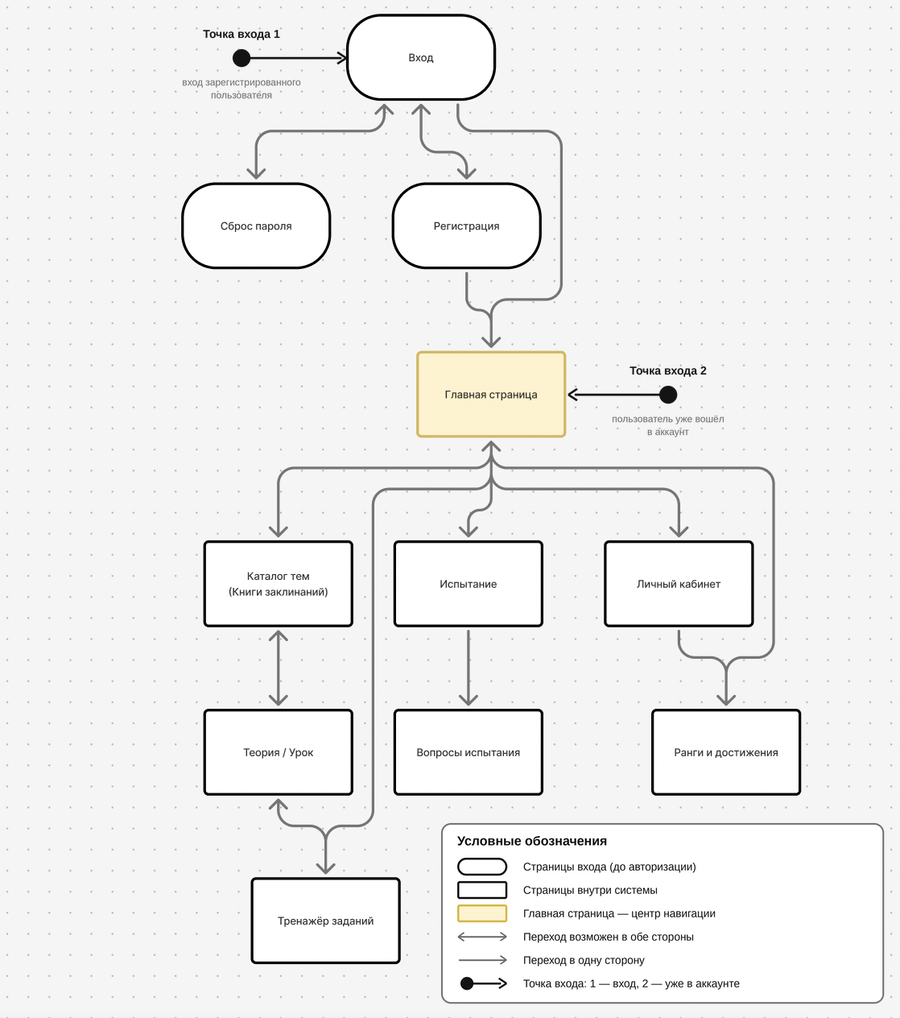 Точка входа 1
Вход
вход зарегистрированного
пользователя
Сброс пароля
Регистрация
Главная страница
Точка входа 2
пользователь уже вошёл
в аккаунт
Каталог тем
(Книги заклинаний)
Испытание
Личный кабинет
Теория / Урок
Вопросы испытания
Ранги и достижения
Тренажёр заданий
Условные обозначения
Страницы входа (до авторизации)
Страницы внутри системы
Главная страница — центр навигации
Переход возможен в обе стороны
Переход в одну сторону
Точка входа: 1 — вход, 2 — уже в аккаунте